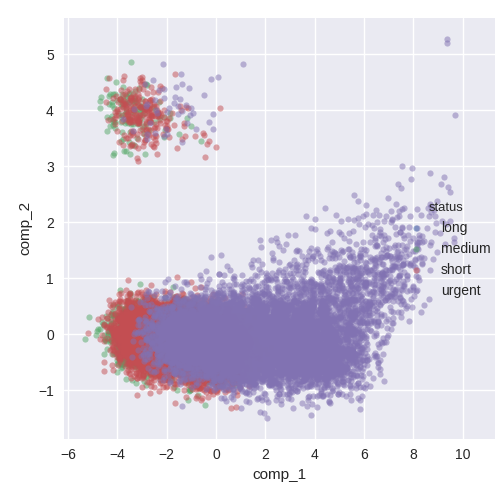 5
4
3
2
1
0
−1
comp_2
status
long
medium
short
urgent
−6 −4 −2 0 2 4 6 8 10
comp_1